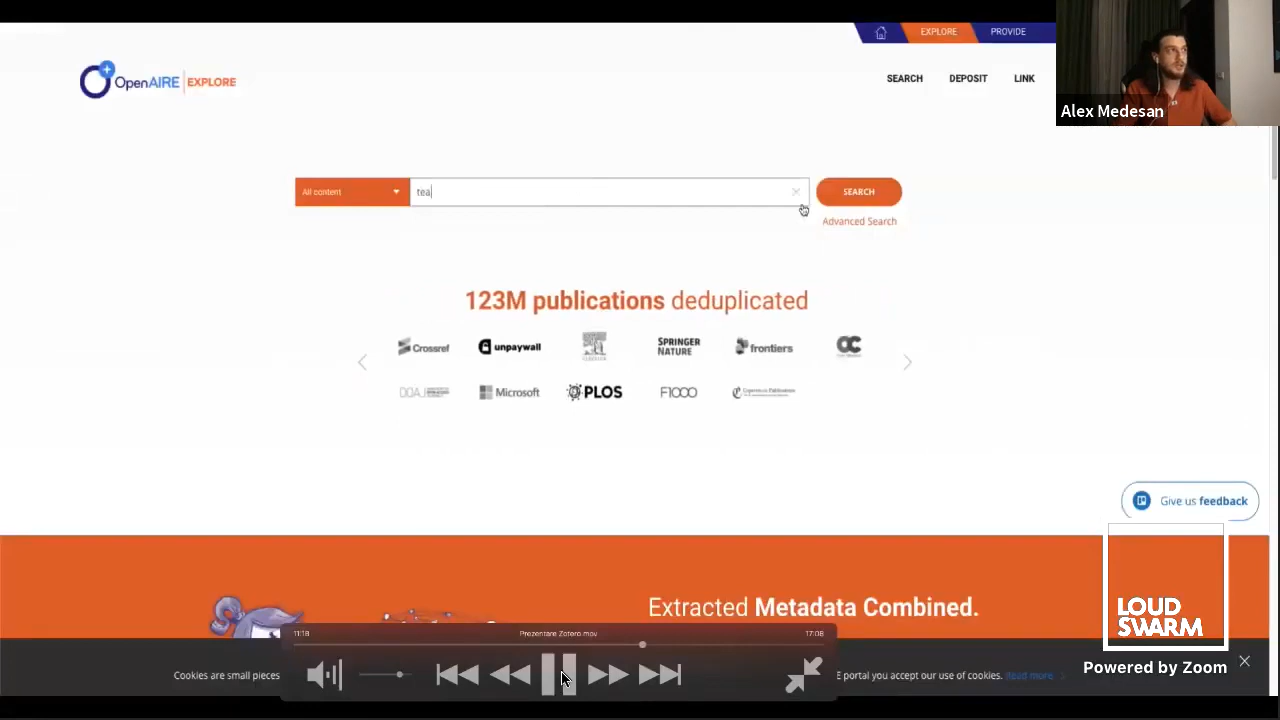 EXPLORE PROVIDE
OpenAIRE EXPLORE
SEARCH DEPOSIT LINK
Alex Medesan
All content
tea
SEARCH
Advanced Search
123M publications deduplicated
Crossref unpaywall SPRINGER NATURE frontiers
Microsoft PLOS F1000
Give us feedback
Extracted Metadata Combined.
LOUD
SWARM
11:18 Prezentare Zotero.mov 17:08
Cookies are small pieces
E portal you accept our use of cookies. Read more
Powered by Zoom